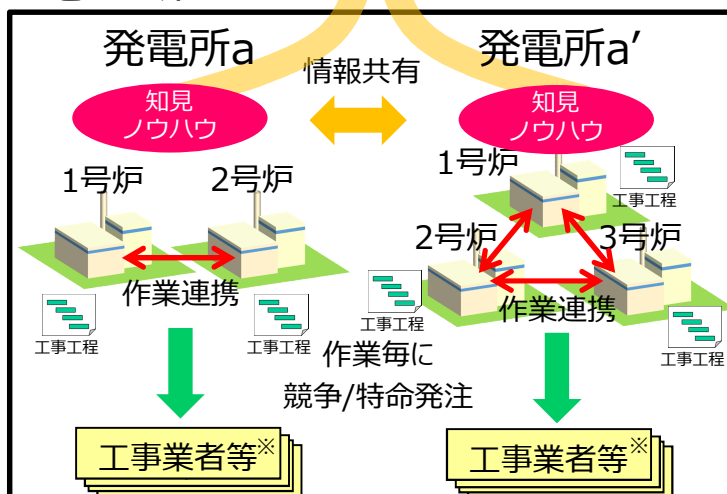 発電所a
発電所a′
情報共有
知見
ノウハウ
知見
ノウハウ
1号炉
2号炉
1号炉
2号炉
3号炉
工事工程
作業連携
作業連携
工事工程
工事工程
工事工程
工事工程
作業毎に
競争/特命発注
工事業者等※
工事業者等※